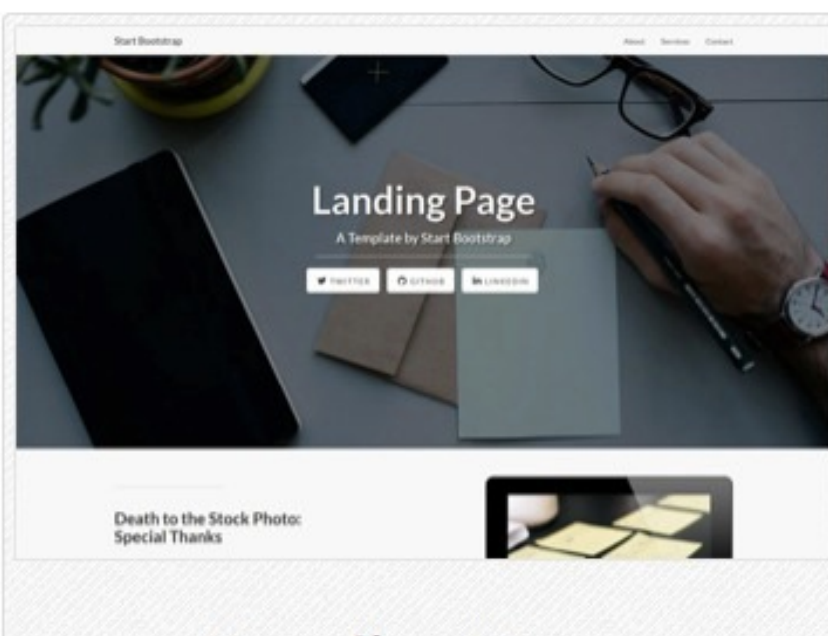 Start Bootstrap
About Services Contact
Landing Page
A Template by Start Bootstrap
TWITTER GITHUB LINKEDIN
Death to the Stock Photo:
Special Thanks